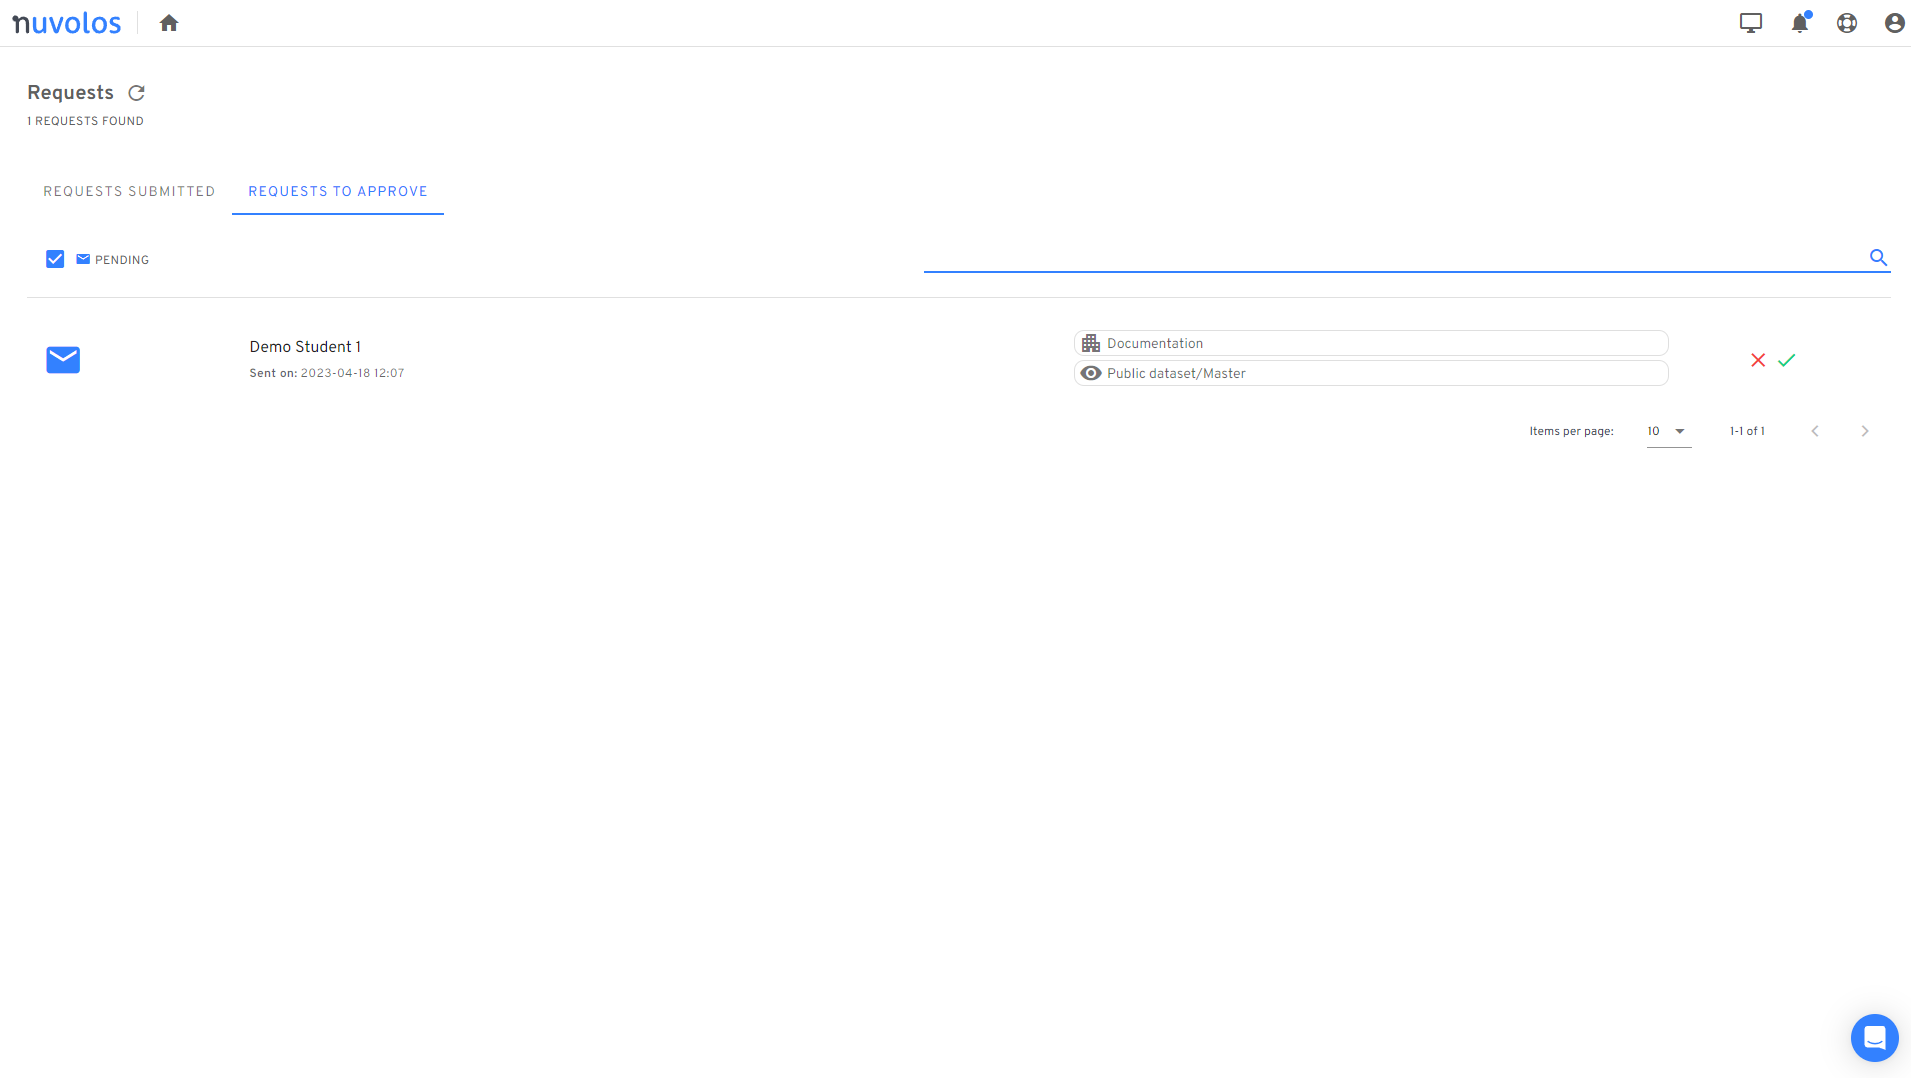 nuvolos
Requests
1 REQUESTS FOUND
REQUESTS SUBMITTED
REQUESTS TO APPROVE
PENDING
Demo Student 1
Sent on: 2023-04-18 12:07
Documentation
Public dataset/Master
Items per page:
10
1-1 of 1